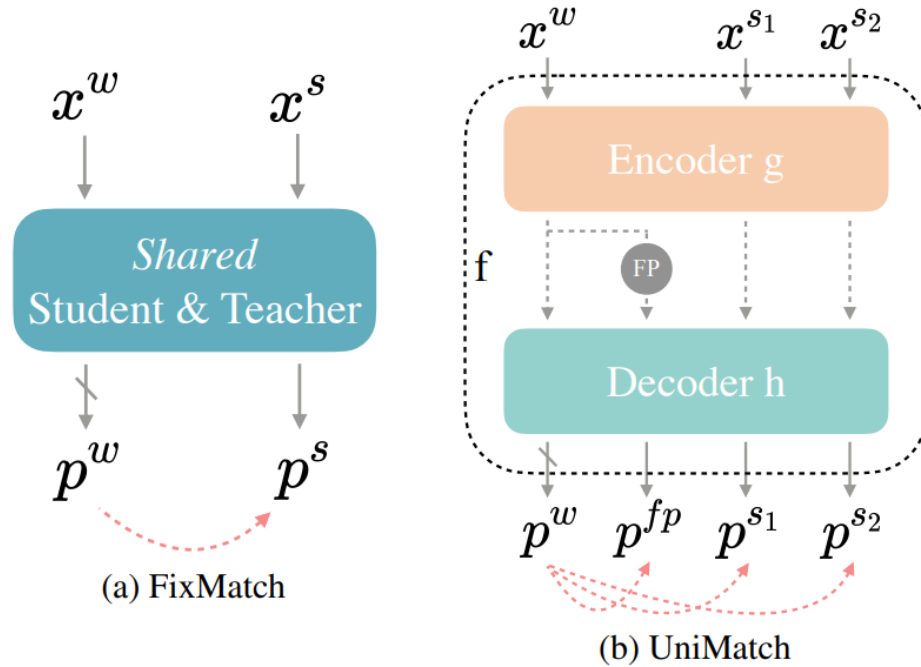 x^w x^s
Shared
Student & Teacher
p^w p^s
(a) FixMatch
x^w x^{s_1} x^{s_2}
Encoder g
f
FP
Decoder h
p^w p^{fp} p^{s_1} p^{s_2}
(b) UniMatch